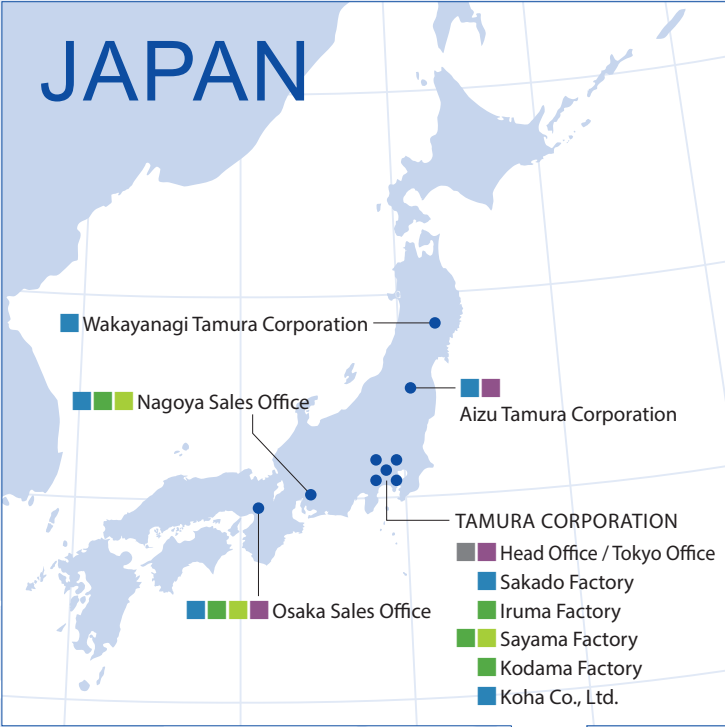 JAPAN
Wakayanagi Tamura Corporation
Nagoya Sales Office
Aizu Tamura Corporation
TAMURA CORPORATION
Head Office / Tokyo Office
Sakado Factory
Osaka Sales Office
Iruma Factory
Sayama Factory
Kodama Factory
Koha Co., Ltd.